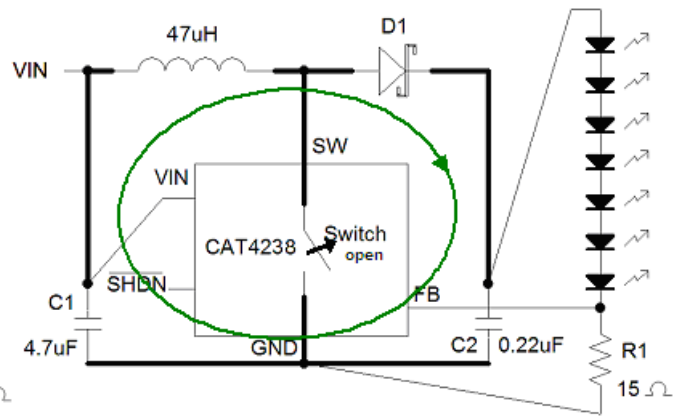 47uH
D1
VIN
SW
VIN
CAT4238
Switch
open
SHDN
FB
C1
4.7uF
GND
C2
0.22uF
R1
15 Ω
Ω